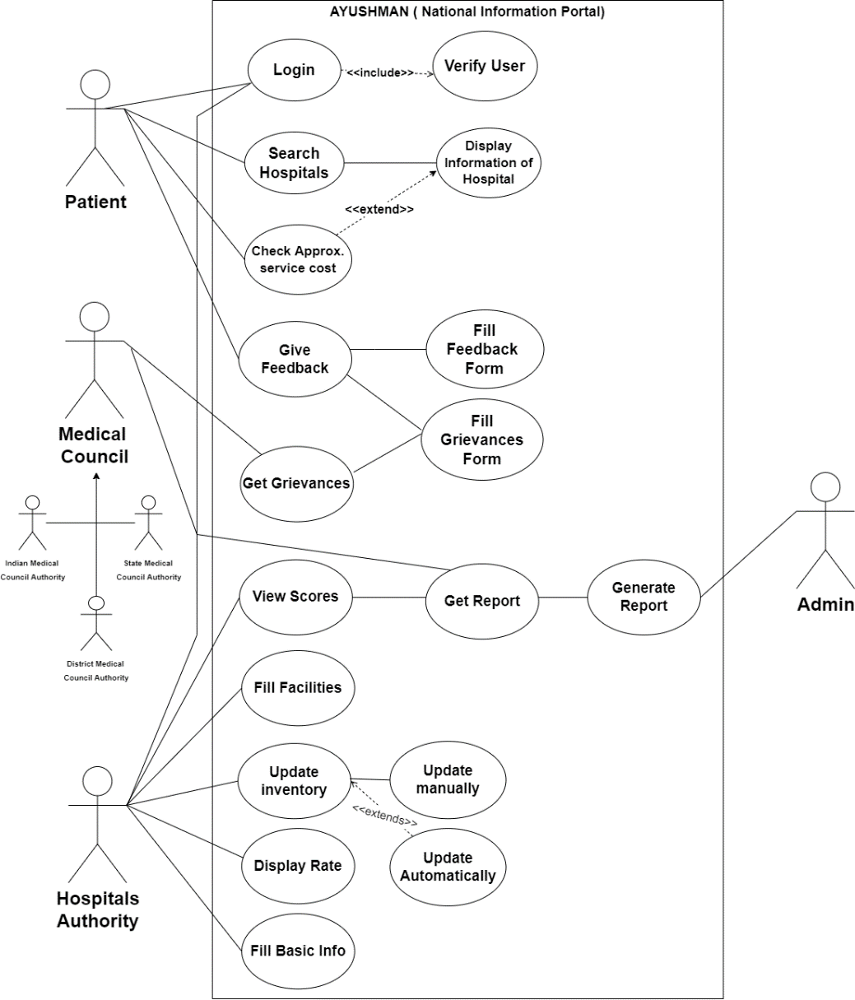 AYUSHMAN ( National Information Portal)
Login
<<include>>
Verify User
Patient
Search
Hospitals
Display
Information of
Hospital
<<extend>>
Check Approx.
service cost
Give
Feedback
Fill
Feedback
Form
Medical
Council
Fill
Grievances
Form
Get Grievances
Indian Medical
Council Authority
State Medical
Council Authority
District Medical
Council Authority
View Scores
Get Report
Generate
Report
Admin
Fill Facilities
Update
inventory
Update
manually
<<extends>>
Update
Automatically
Display Rate
Hospitals
Authority
Fill Basic Info